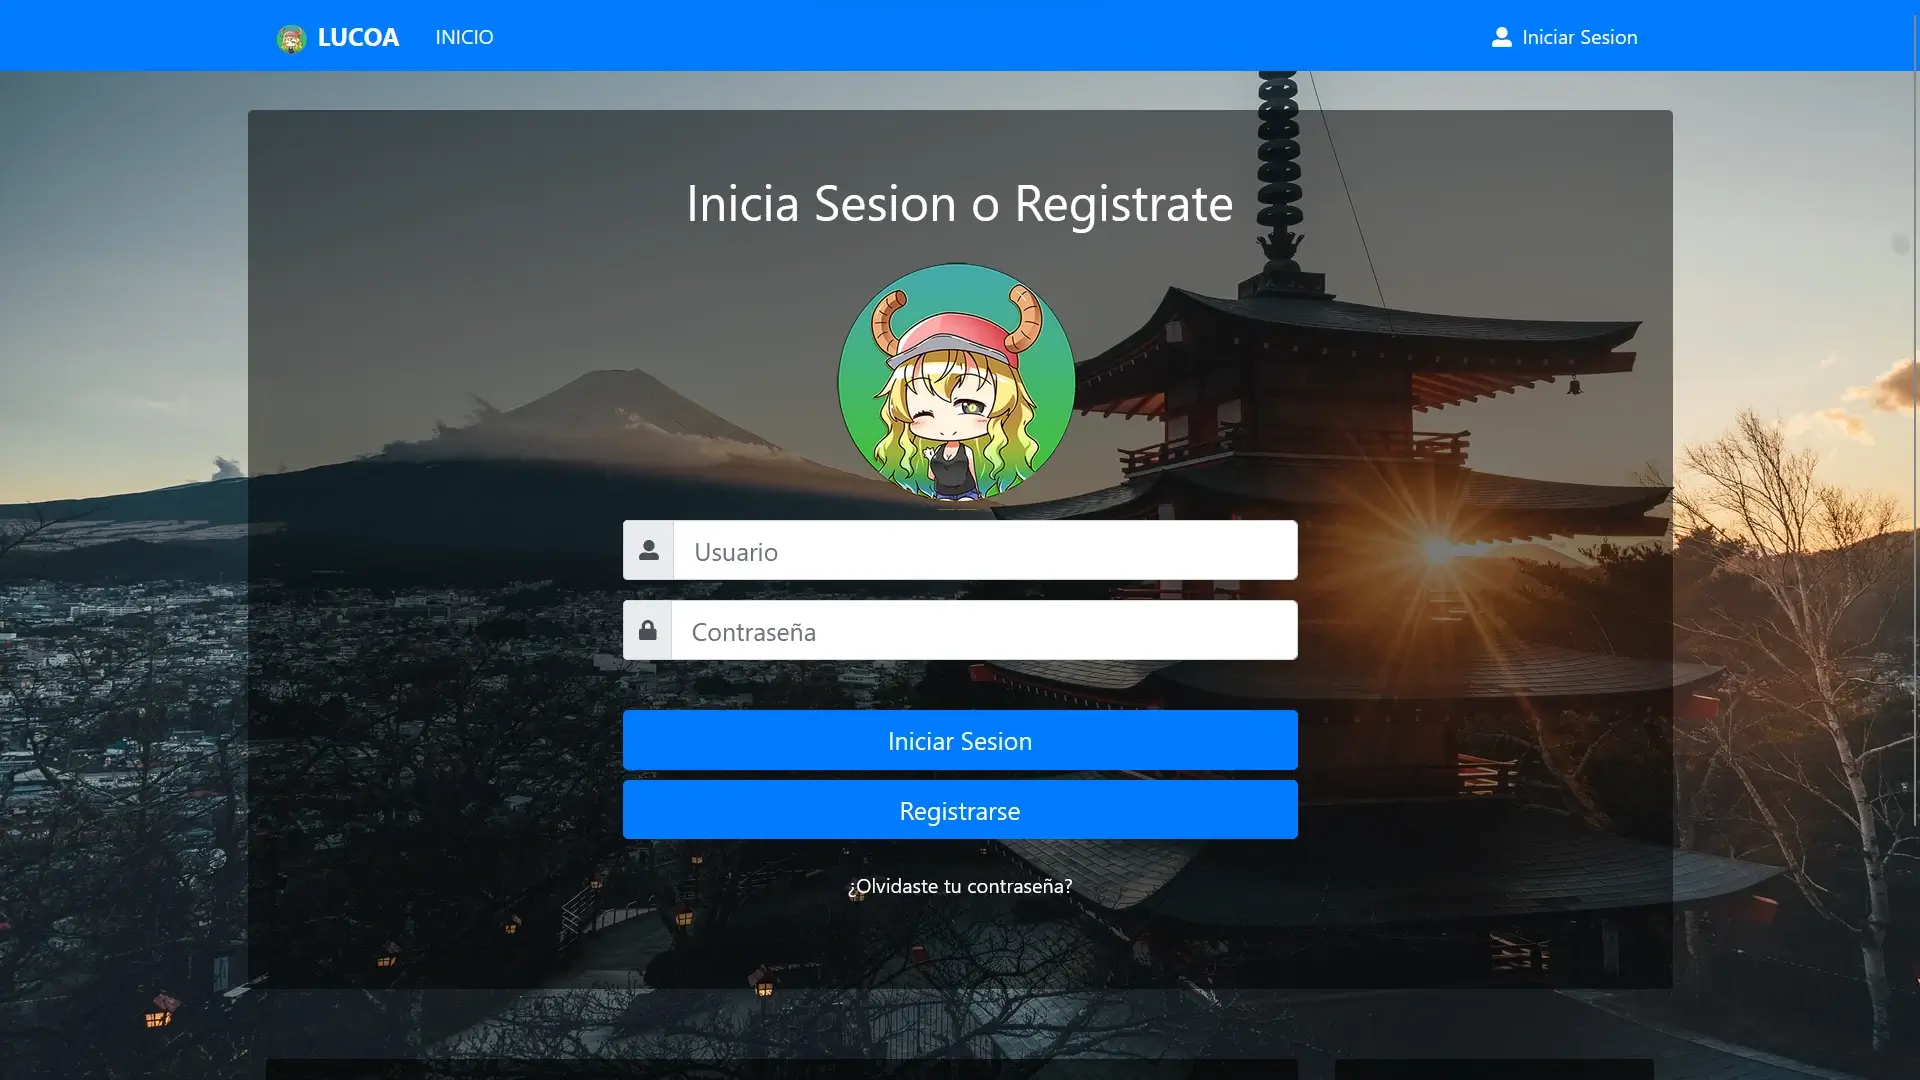 LUCOA
INICIO
Iniciar Sesion
Inicia Sesion o Registrate
Usuario
Contraseña
Iniciar Sesion
Registrarse
¿Olvidaste tu contraseña?